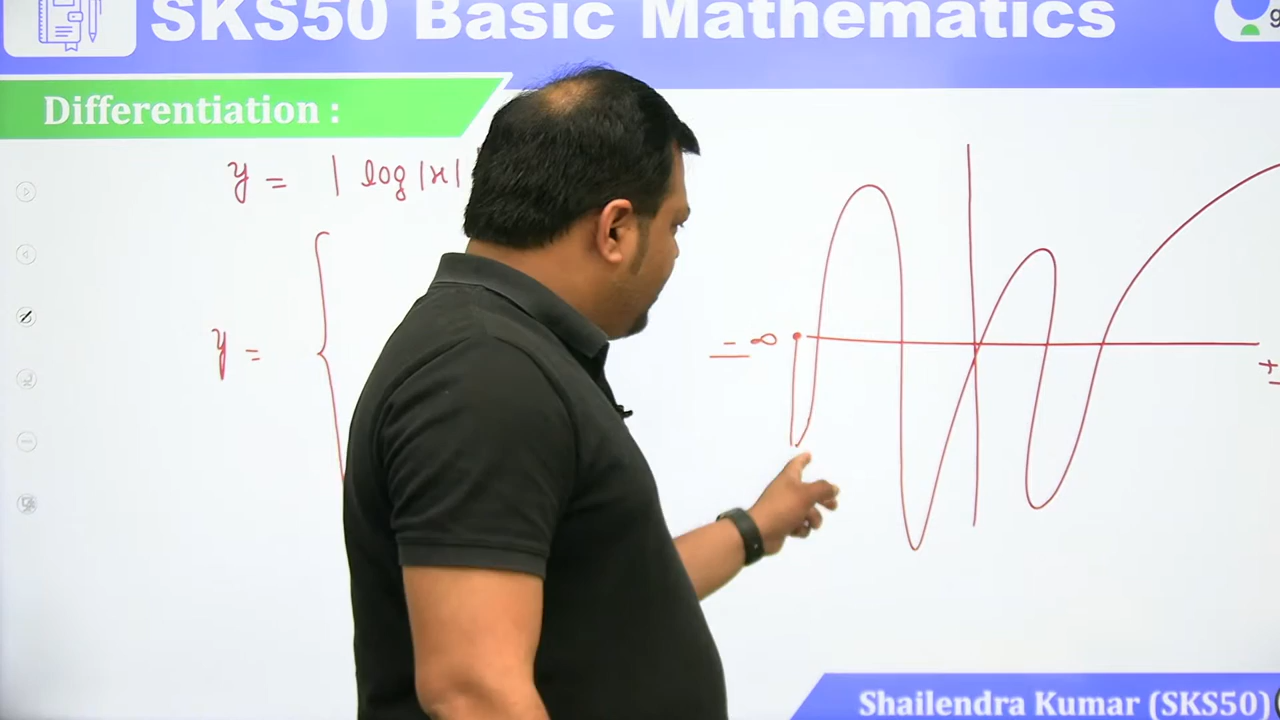 SKS50 Basic Mathematics
Differentiation :
y = | log |x|
y = {
= ∞
+
Shailendra Kumar (SKS50)